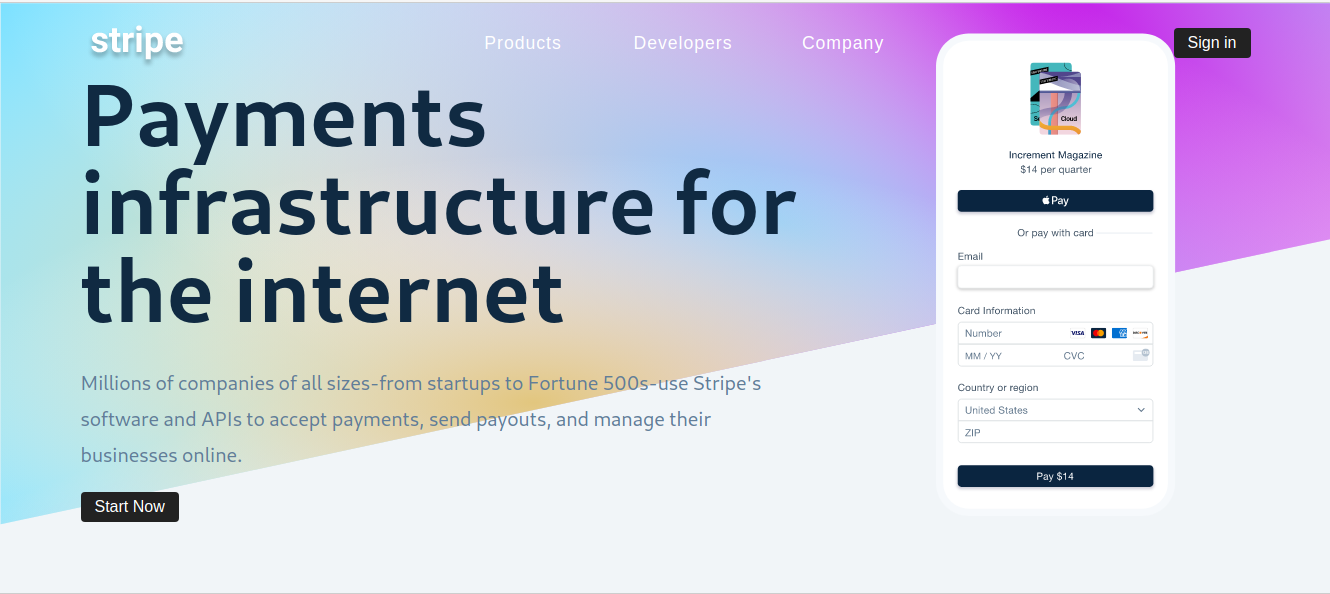 stripe
Products
Developers
Company
Sign in
Payments
infrastructure for
the internet
Millions of companies of all sizes-from startups to Fortune 500s-use Stripe's
software and APIs to accept payments, send payouts, and manage their
businesses online.
Start Now
Cloud
Increment Magazine
$14 per quarter
Pay
Or pay with card
Email
Card Information
Number VISA
MM / YY CVC
Country or region
United States
ZIP
Pay $14